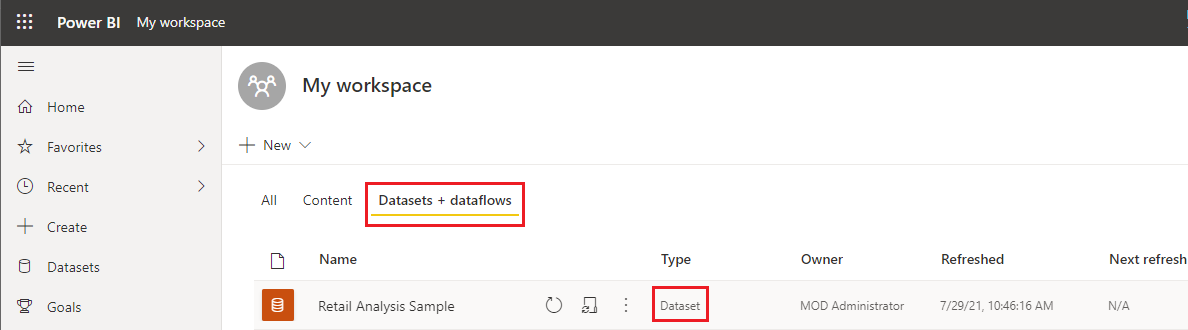 Power BI My workspace
My workspace
Home
Favorites
Recent
Create
Datasets
Goals
New
All Content Datasets + dataflows
Name Type Owner Refreshed Next refresh
Retail Analysis Sample Dataset MOD Administrator 7/29/21, 10:46:16 AM N/A